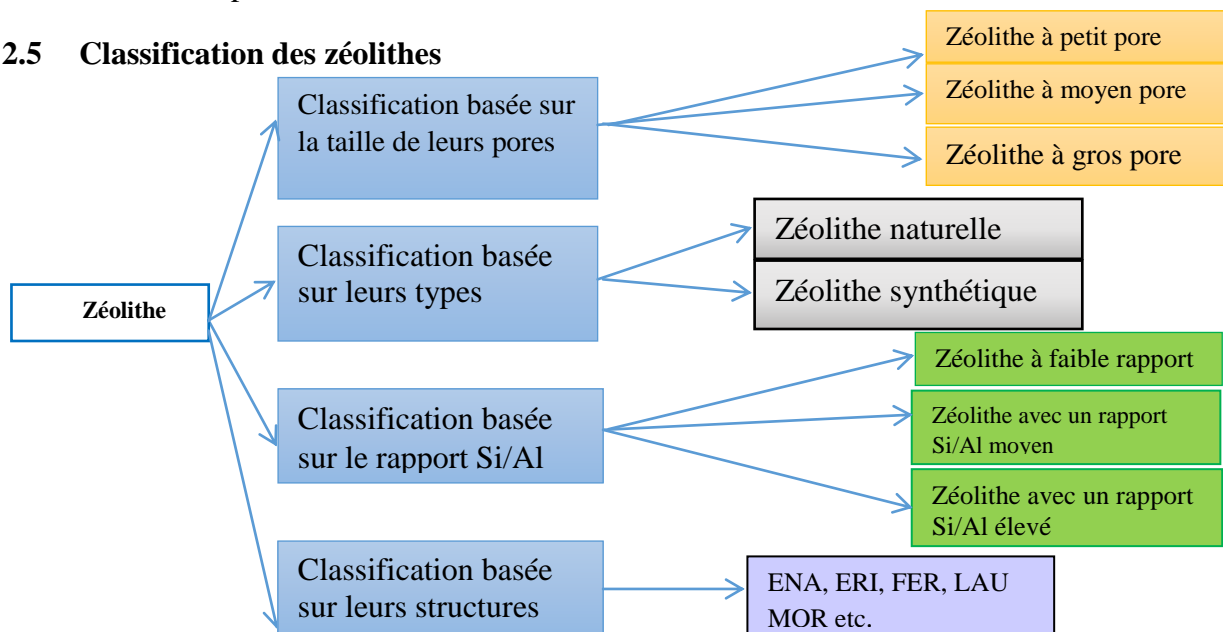 2.5 Classification des zéolithes
Zéolithe
Classification basée sur
la taille de leurs pores
Zéolithe à petit pore
Zéolithe à moyen pore
Zéolithe à gros pore
Classification basée
sur leurs types
Zéolithe naturelle
Zéolithe synthétique
Classification basée
sur le rapport Si/Al
Zéolithe à faible rapport
Zéolithe avec un rapport
Si/Al moyen
Zéolithe avec un rapport
Si/Al élevé
Classification basée
sur leurs structures
ENA, ERI, FER, LAU
MOR etc.